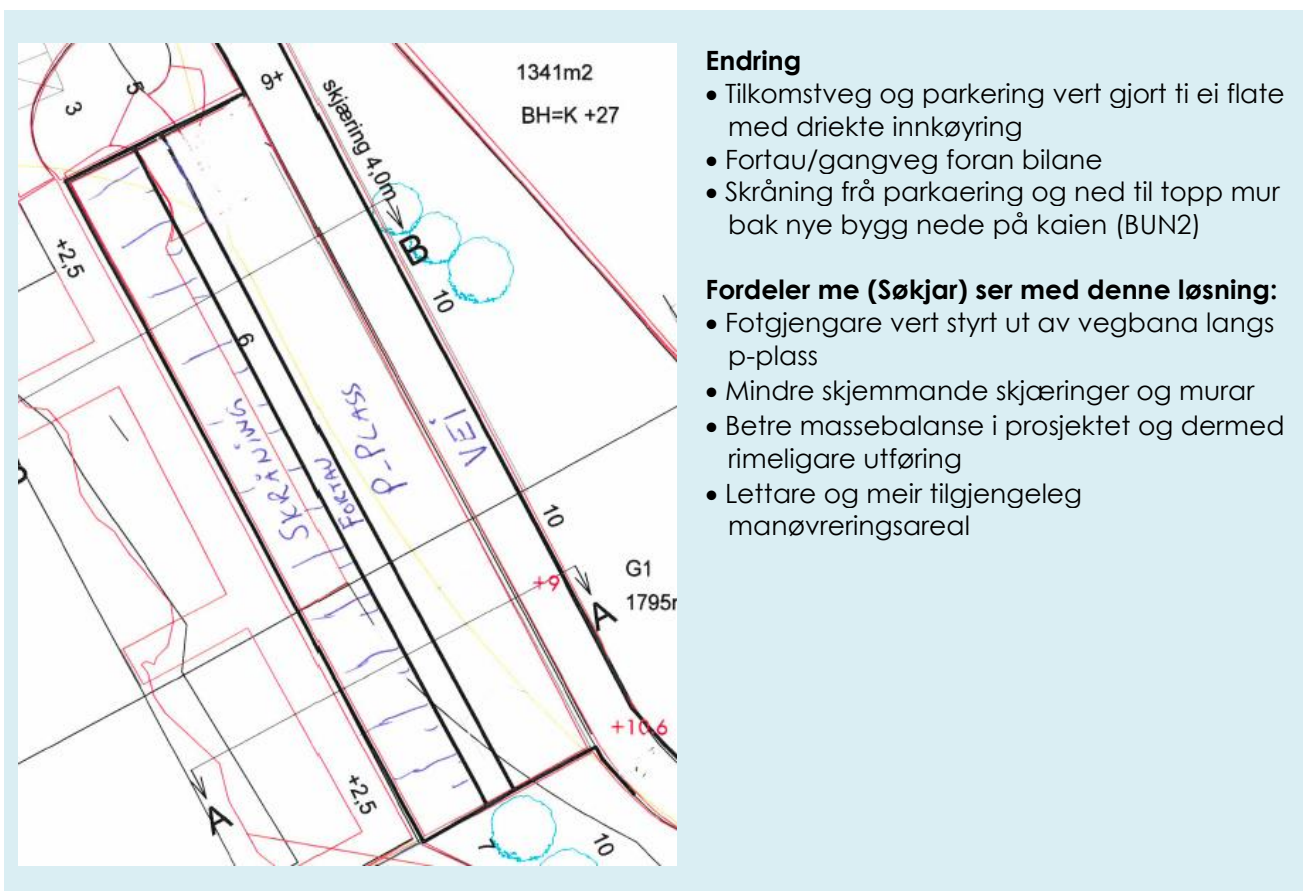 1341m2
BH=K +27
+9
skjæring 4,0m
5
3
B
10
+2,5
6
SKRÅNING
FORTAU
P-PLASS
VEI
10
+9
G1
1795
A
+10.6
+2,5
A
7
10
Endring
• Tilkomstveg og parkering vert gjort ti ei flate
med driekte innkøyring
• Fortau/gangveg foran bilane
• Skråning frå parkaering og ned til topp mur
bak nye bygg nede på kaien (BUN2)
Fordeler me (Søkjar) ser med denne løsning:
• Fotgjengare vert styrt ut av vegbana langs
p-plass
• Mindre skjemmande skjæringer og murar
• Betre massebalanse i prosjektet og dermed
rimeligare utføring
• Lettare og meir tilgjengeleg
manøvreringsareal